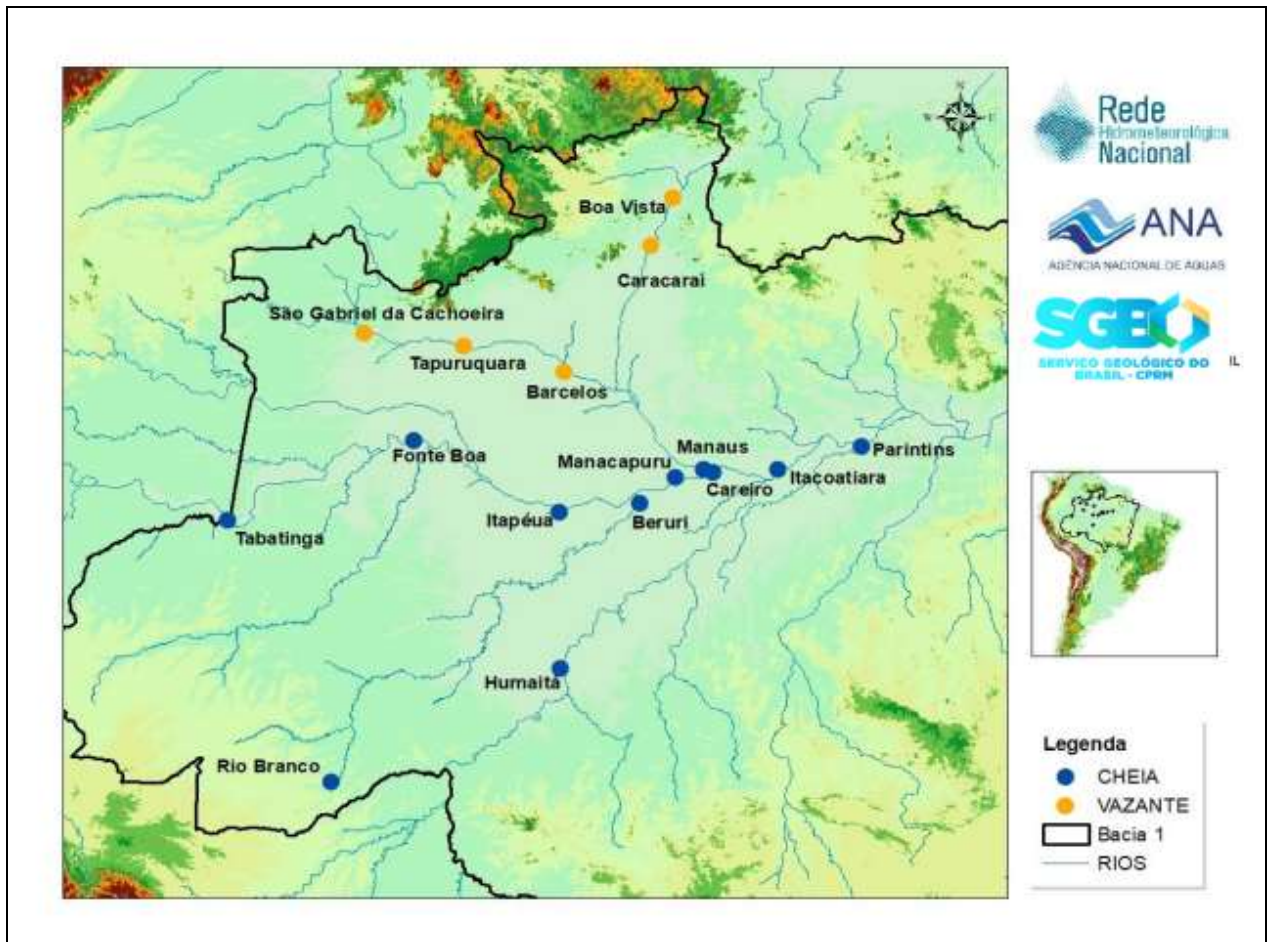 Boa Vista
Caracarai
São Gabriel da Cachoeira
Tapuruquara
Barcelos
Fonte Boa
Manaus
Parintins
Manacapuru
Careiro
Itacoatiara
Itapéua
Beruri
Tabatinga
Humaitá
Rio Branco
N
W
E
Rede
Hidrometeorológica
Nacional
ANA
AGÊNCIA NACIONAL DE ÁGUAS
SGB
SERVIÇO GEOLÓGICO DO
BRASIL - CPRM
IL
Legenda
CHEIA
VAZANTE
Bacia 1
RIOS